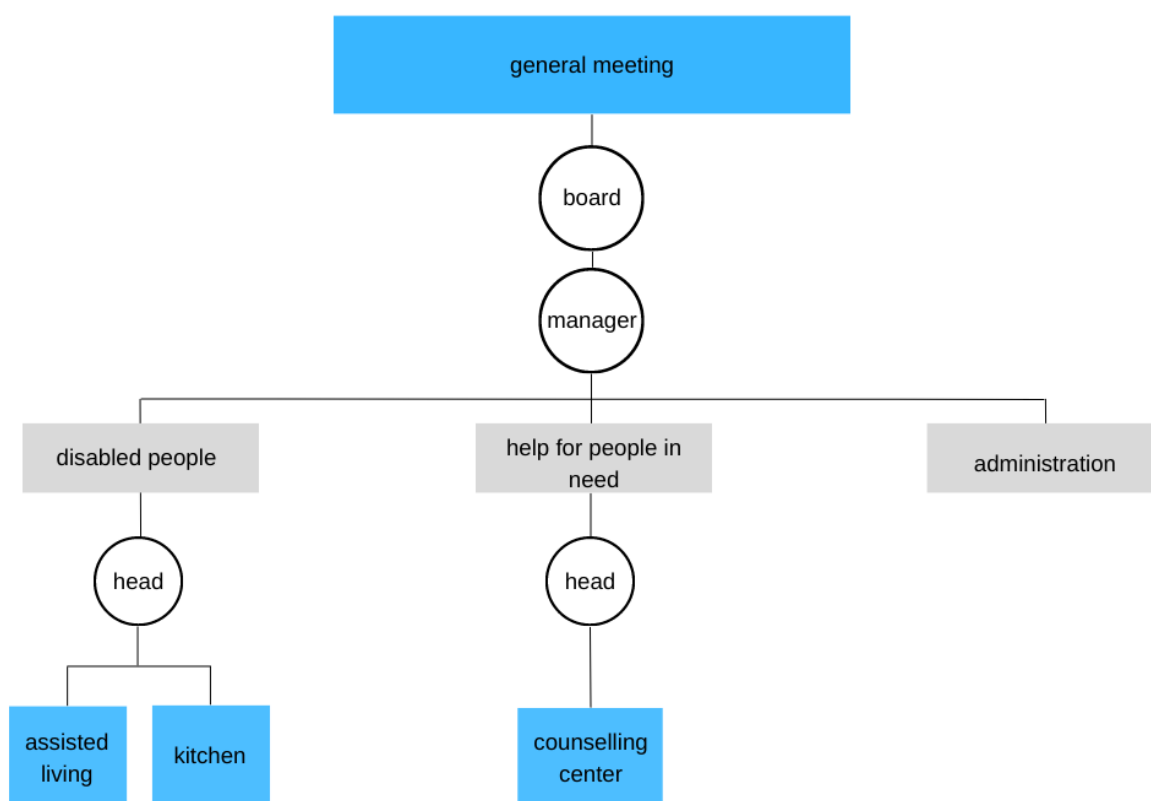 general meeting
board
manager
disabled people
help for people in
need
administration
head
head
assisted
living
kitchen
counselling
center